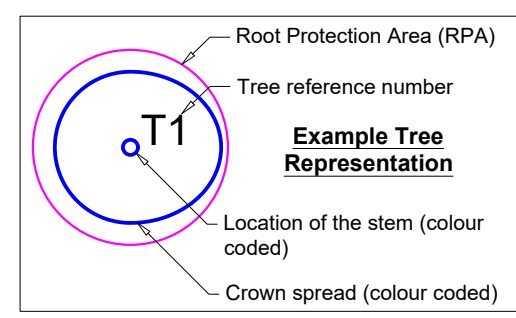 Root Protection Area (RPA)
Tree reference number
T1
Example Tree
Representation
Location of the stem (colour
coded)
Crown spread (colour coded)